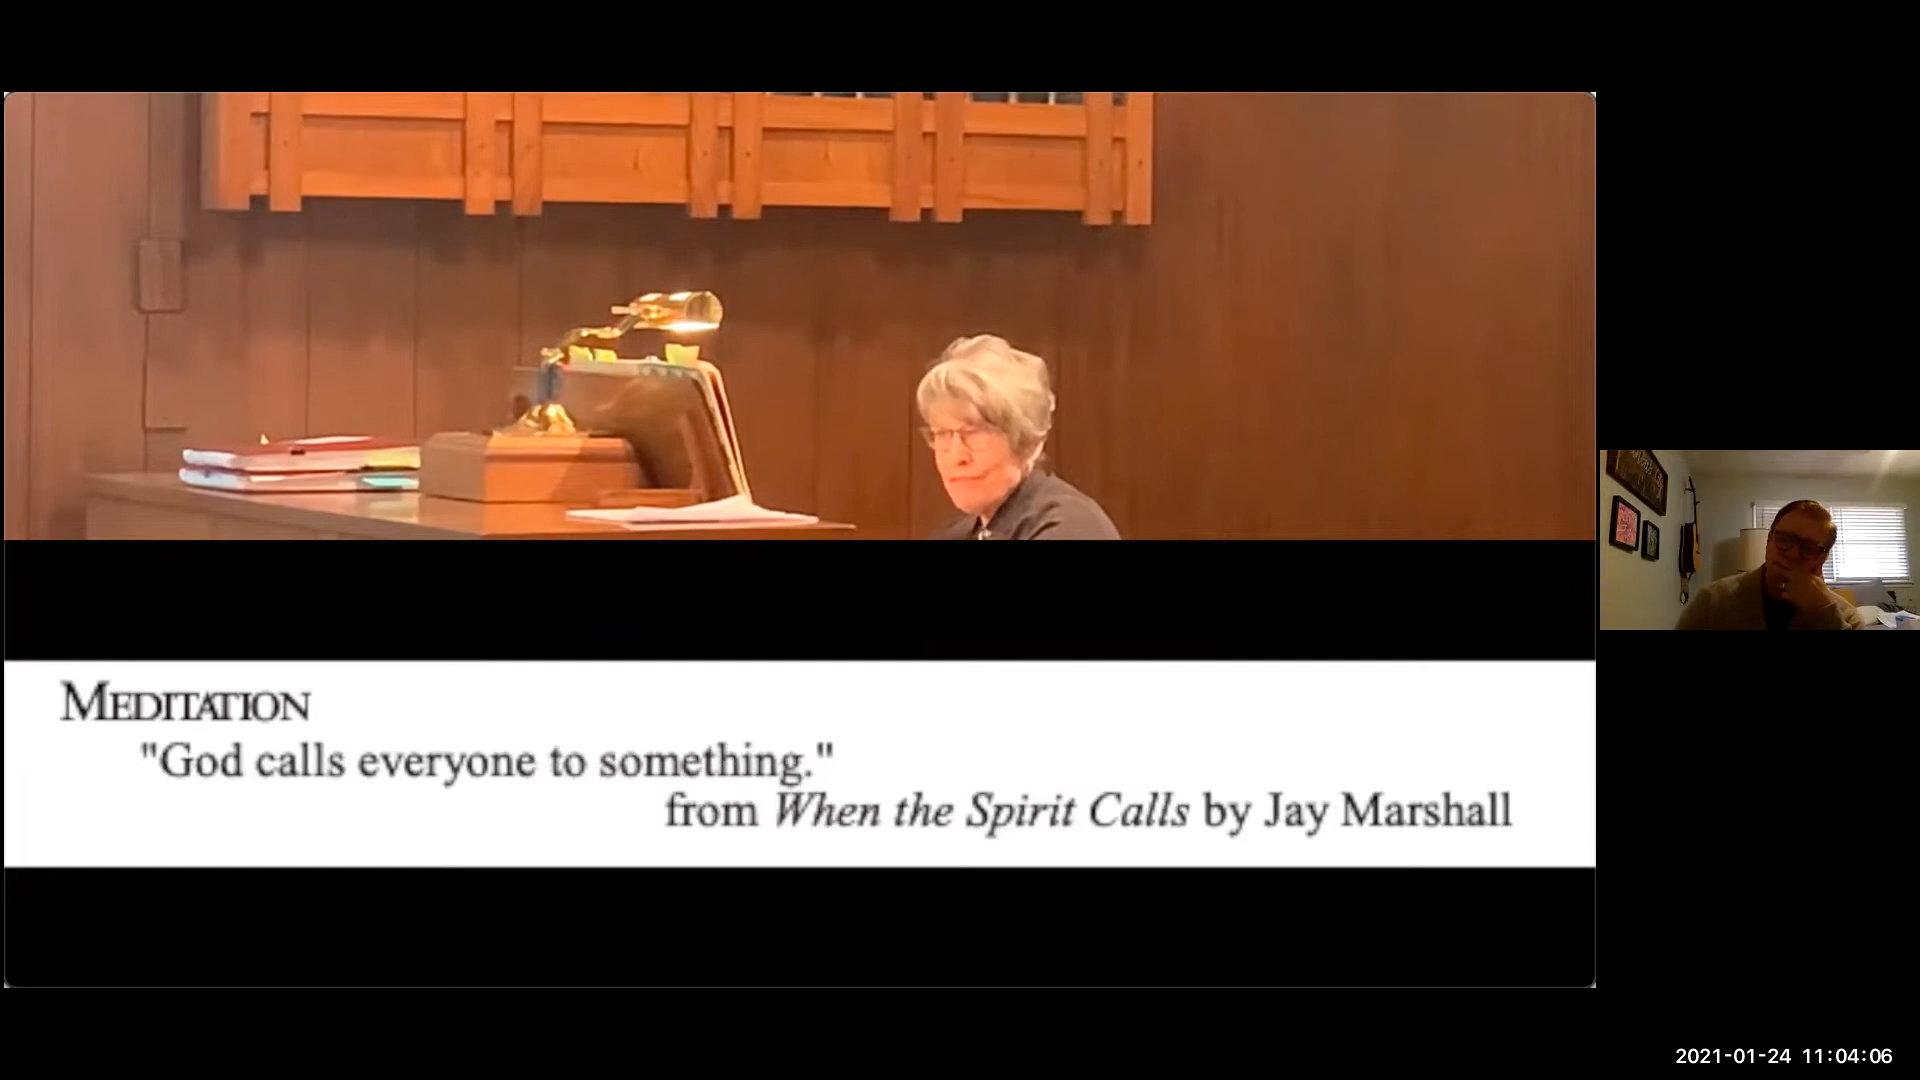 MEDITATION
"God calls everyone to something."
from When the Spirit Calls by Jay Marshall
2021-01-24 11:04:06